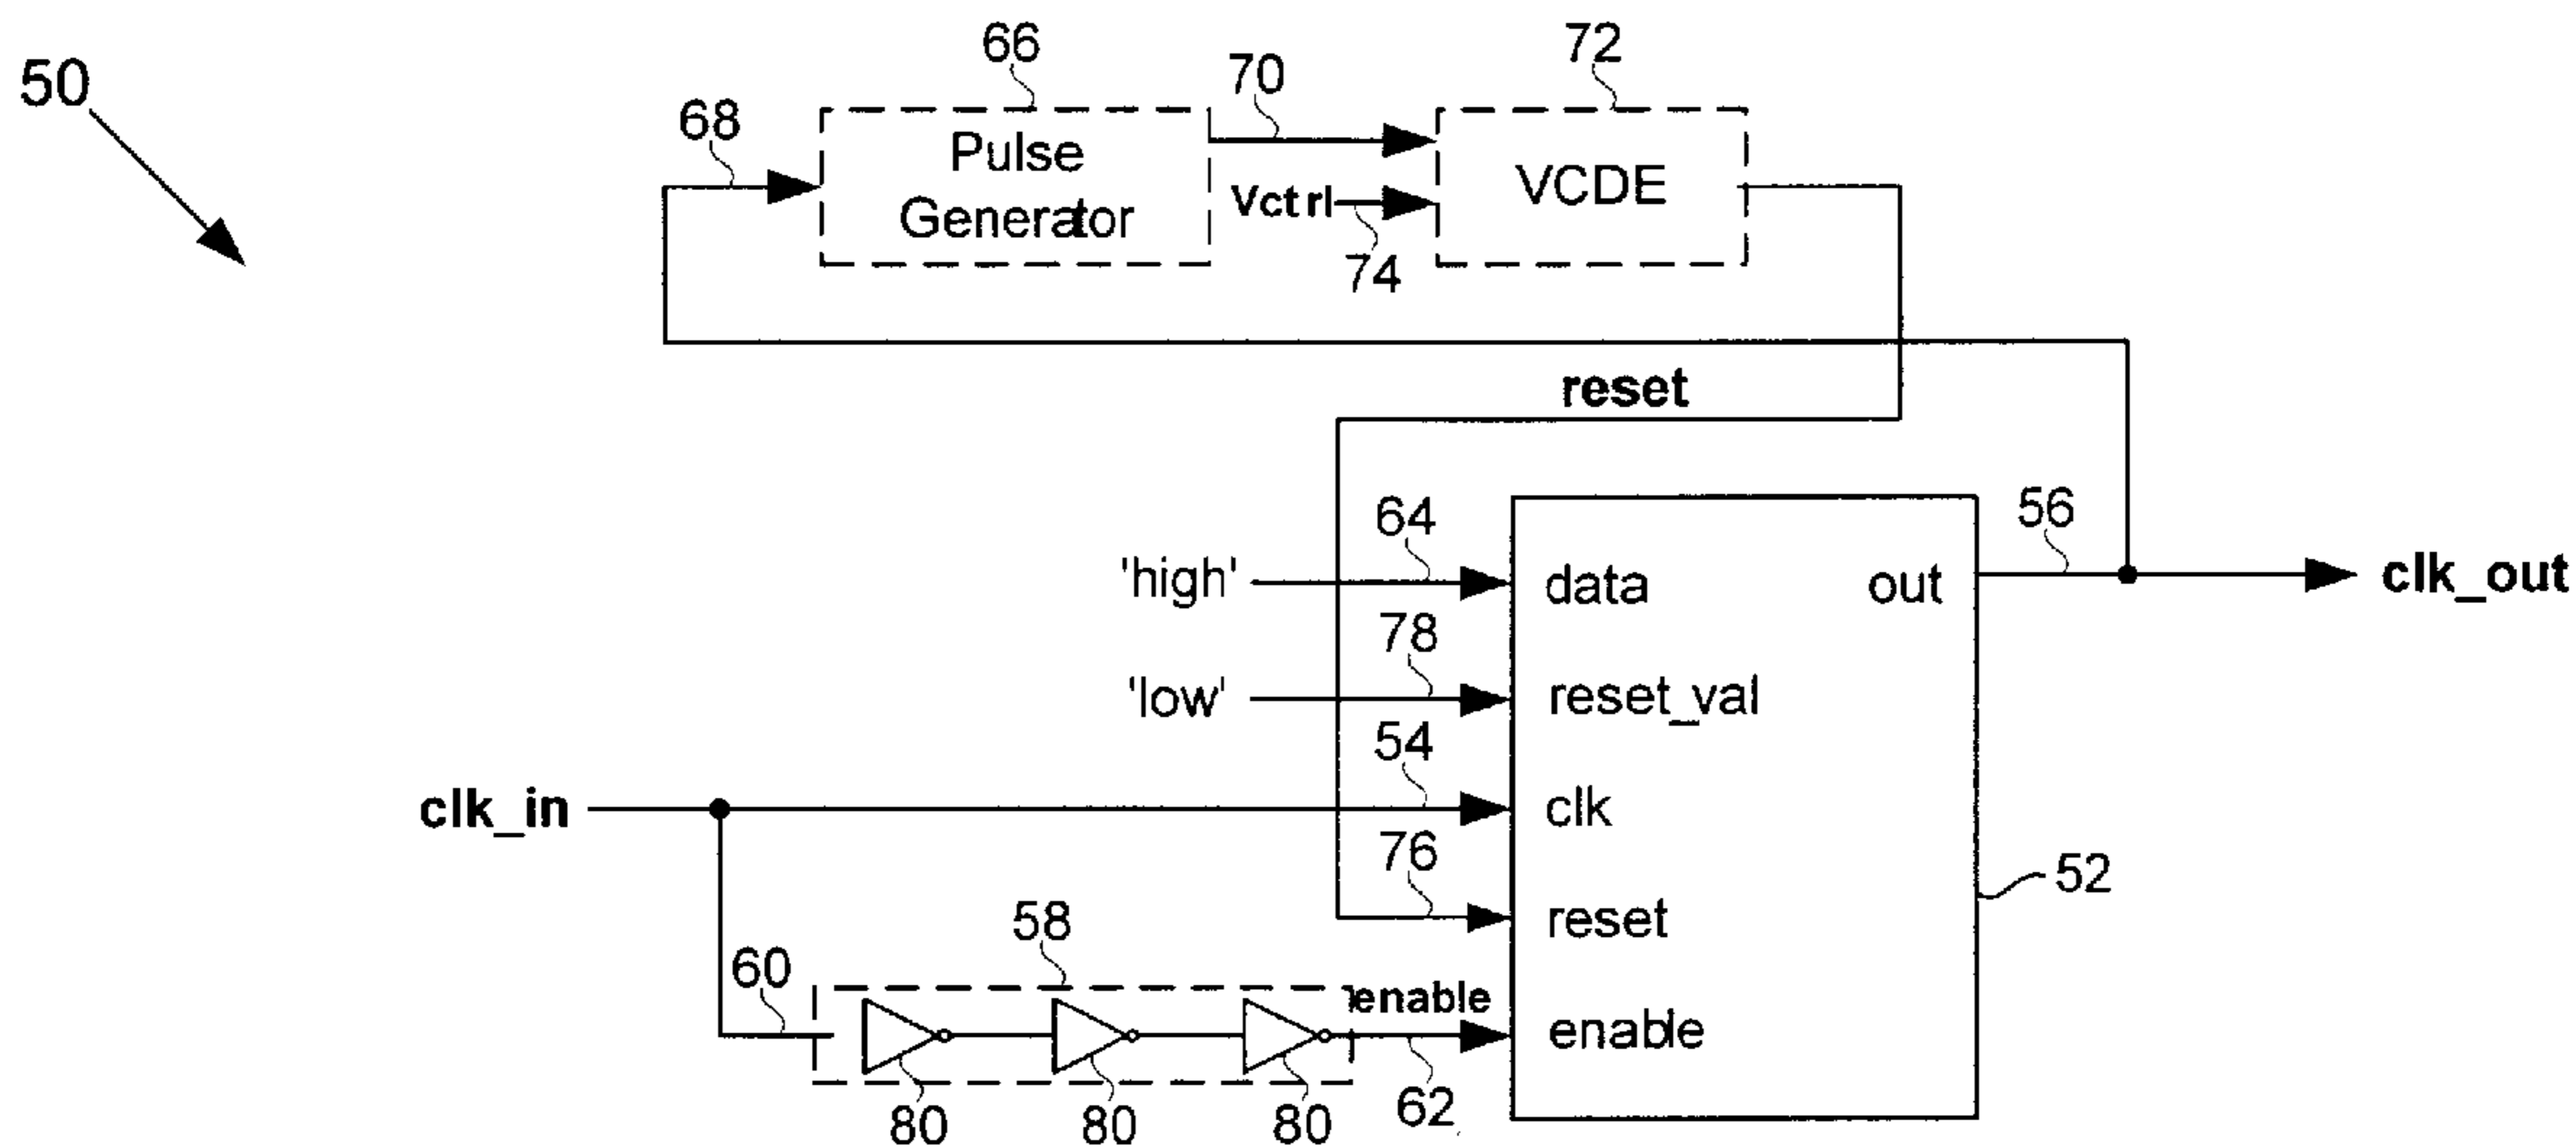 50
66
70
72
68
Pulse
Generator
Vctrl
VCDE
74
reset
64
56
'high'
data
out
clk_out
78
'low'
reset_val
54
clk_in
clk
76
52
reset
58
60
enable
enable
80
80
80
62